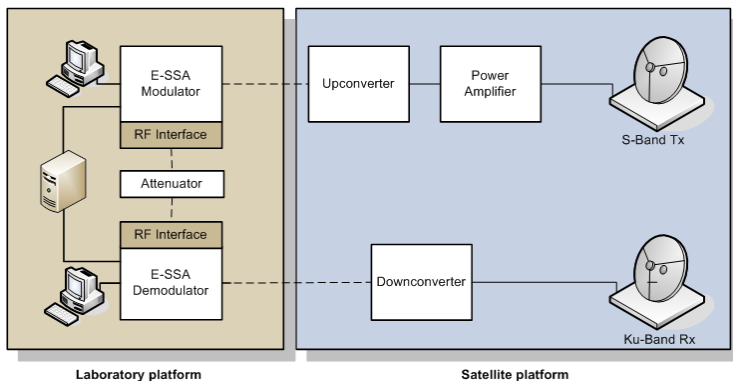 E-SSA
Modulator
RF Interface
Attenuator
RF Interface
E-SSA
Demodulator
Upconverter
Power
Amplifier
S-Band Tx
Downconverter
Ku-Band Rx
Laboratory platform
Satellite platform